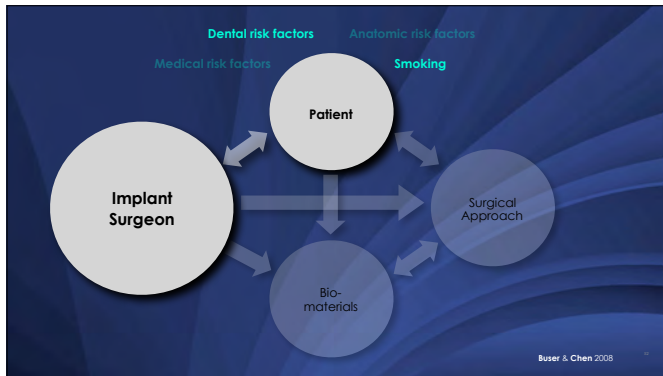 Dental risk factors Anatomic risk factors
Medical risk factors Smoking
Patient
Implant
Surgeon
Surgical
Approach
Bio-
materials
Buser & Chen 2008